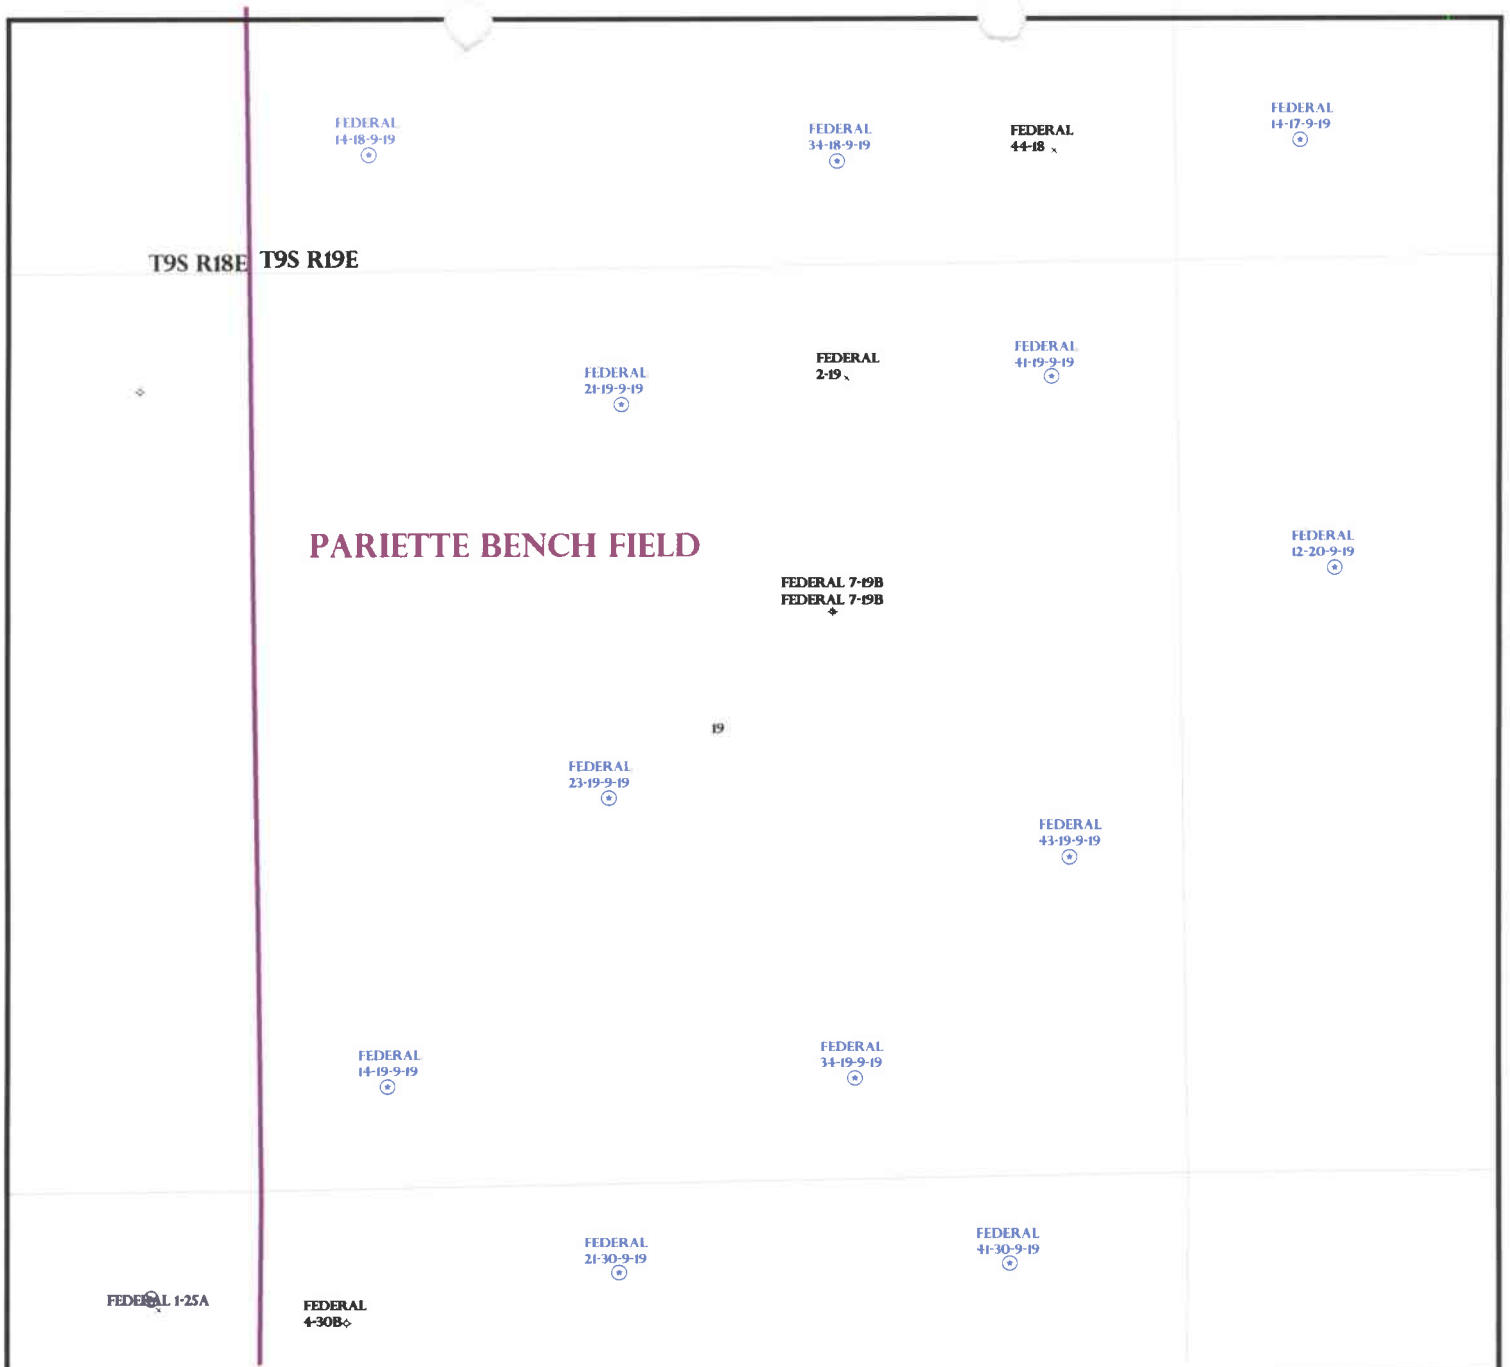 FEDERAL
14-18-9-19
FEDERAL
34-18-9-19
FEDERAL
44-18
FEDERAL
14-17-9-19
T9S R18E
T9S R19E
FEDERAL
21-19-9-19
FEDERAL
2-19
FEDERAL
41-19-9-19
PARIETTE BENCH FIELD
FEDERAL
12-20-9-19
FEDERAL 7-19B
FEDERAL 7-19B
19
FEDERAL
23-19-9-19
FEDERAL
43-19-9-19
FEDERAL
14-19-9-19
FEDERAL
34-19-9-19
FEDERAL
21-30-9-19
FEDERAL
41-30-9-19
FEDERAL 1-25A
FEDERAL
4-30B